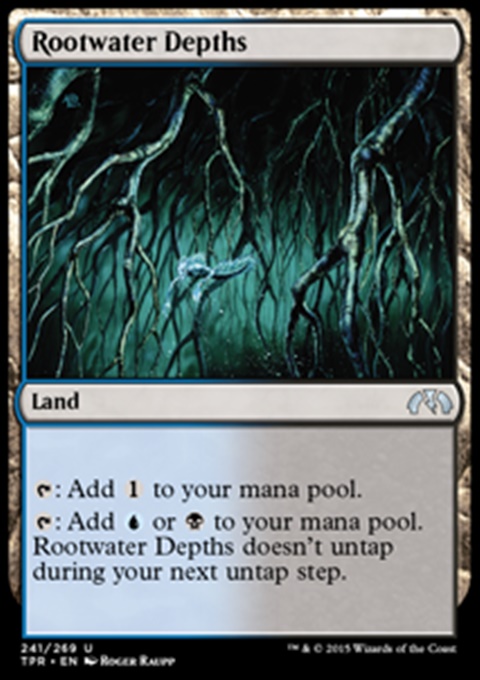 Rootwater Depths
Land
: Add 1 to your mana pool.
: Add or to your mana pool.
Rootwater Depths doesn't untap
during your next untap step.
241/269 U
TPR • EN Roger Raupp
™ & © 2015 Wizards of the Coast